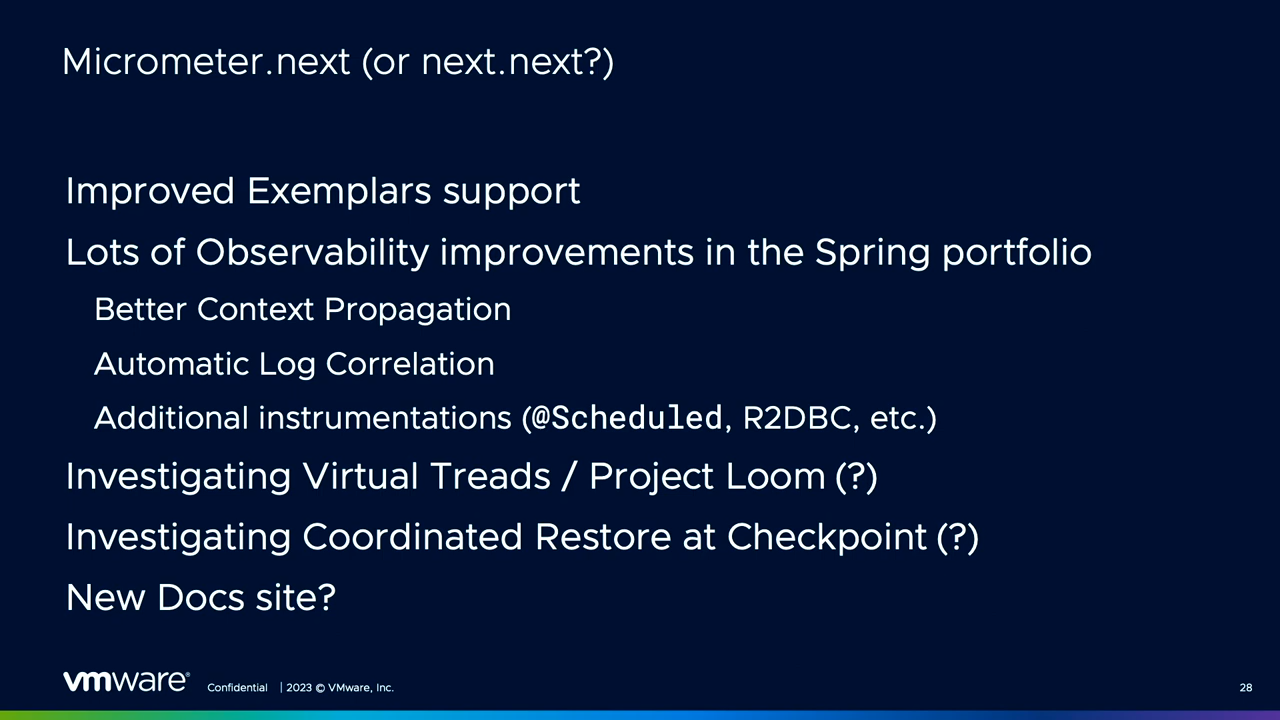 Micrometer.next (or next.next?)
Improved Exemplars support
Lots of Observability improvements in the Spring portfolio
Better Context Propagation
Automatic Log Correlation
Additional instrumentations (@Scheduled, R2DBC, etc.)
Investigating Virtual Treads / Project Loom (?)
Investigating Coordinated Restore at Checkpoint (?)
New Docs site?
vmware® Confidential | 2023 © VMware, Inc. 28